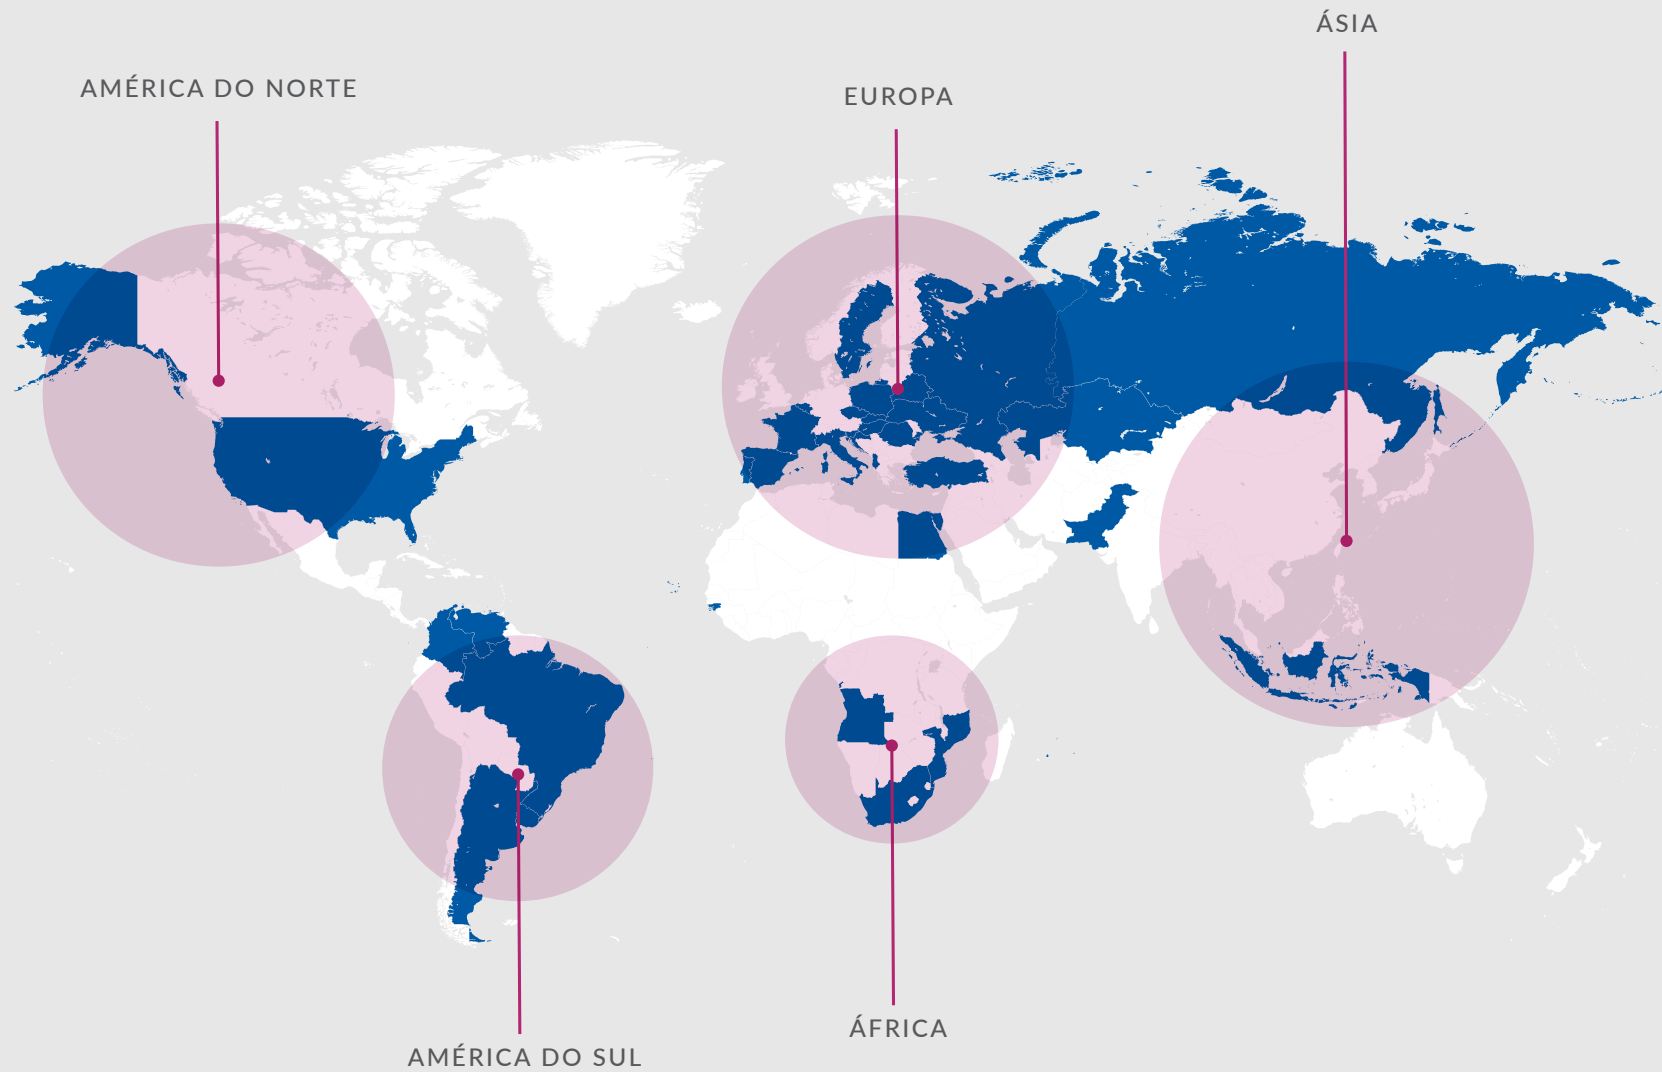 ÁSIA
AMÉRICA DO NORTE
EUROPA
ÁFRICA
AMÉRICA DO SUL